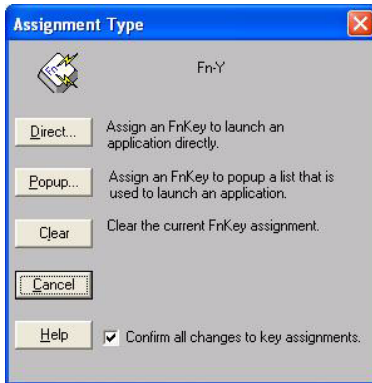 Assignment Type
Fn
Fn-Y
Direct...
Assign an FnKey to launch an
application directly.
Popup...
Assign an FnKey to popup a list that is
used to launch an application.
Clear
Clear the current FnKey assignment.
Cancel
Help
Confirm all changes to key assignments.